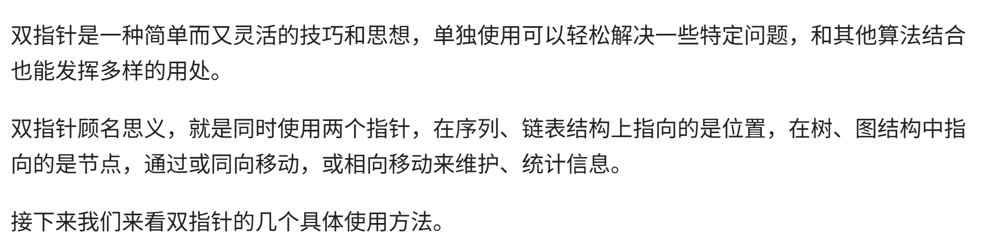 双指针是一种简单而又灵活的技巧和思想，单独使用可以轻松解决一些特定问题，和其他算法结合
也能发挥多样的用处。
双指针顾名思义，就是同时使用两个指针，在序列、链表结构上指向的是位置，在树、图结构中指
向的是节点，通过或同向移动，或相向移动来维护、统计信息。
接下来我们来看双指针的几个具体使用方法。